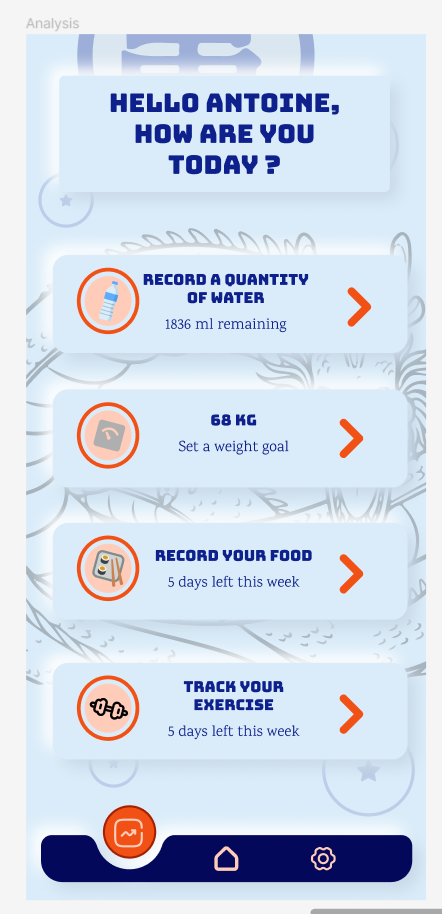 Analysis
HELLO ANTOINE,
HOW ARE YOU
TODAY ?
RECORD A QUANTITY
OF WATER
1836 ml remaining
68 KG
Set a weight goal
RECORD YOUR FOOD
5 days left this week
TRACK YOUR
EXERCISE
5 days left this week